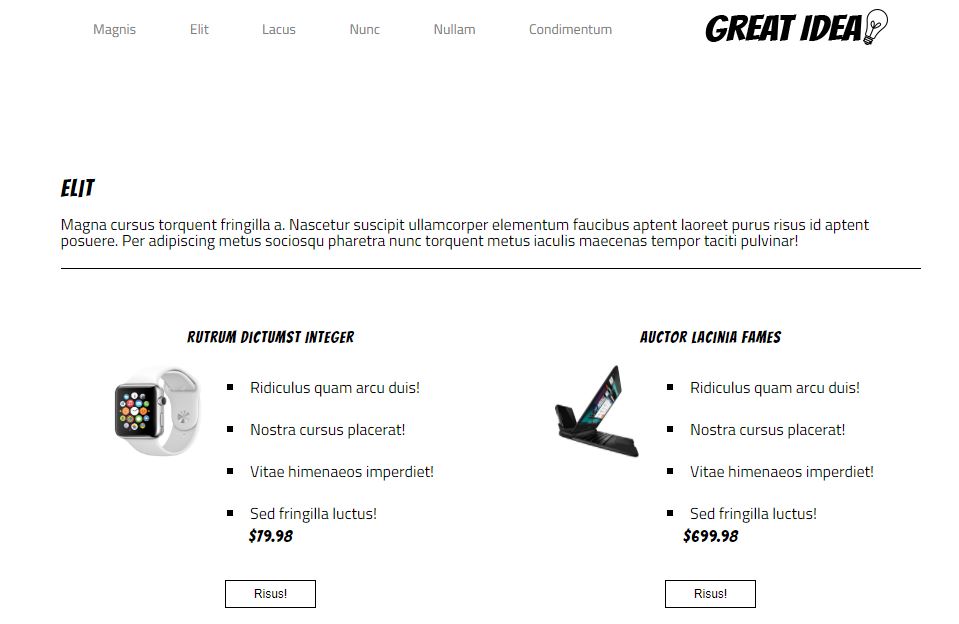 Magnis Elit Lacus Nunc Nullam Condimentum GREAT IDEA
ELIT
Magna cursus torquent fringilla a. Nascetur suscipit ullamcorper elementum faucibus aptent laoreet purus risus id aptent
posuere. Per adipiscing metus sociosqu pharetra nunc torquent metus iaculis maecenas tempor taciti pulvinar!
RUTRUM DICTUMST INTEGER
Ridiculus quam arcu duis!
Nostra cursus placerat!
Vitae himenaeos imperdiet!
Sed fringilla luctus!
$79.98
Risus!
AUCTOR LACINIA FAMES
Ridiculus quam arcu duis!
Nostra cursus placerat!
Vitae himenaeos imperdiet!
Sed fringilla luctus!
$699.98
Risus!